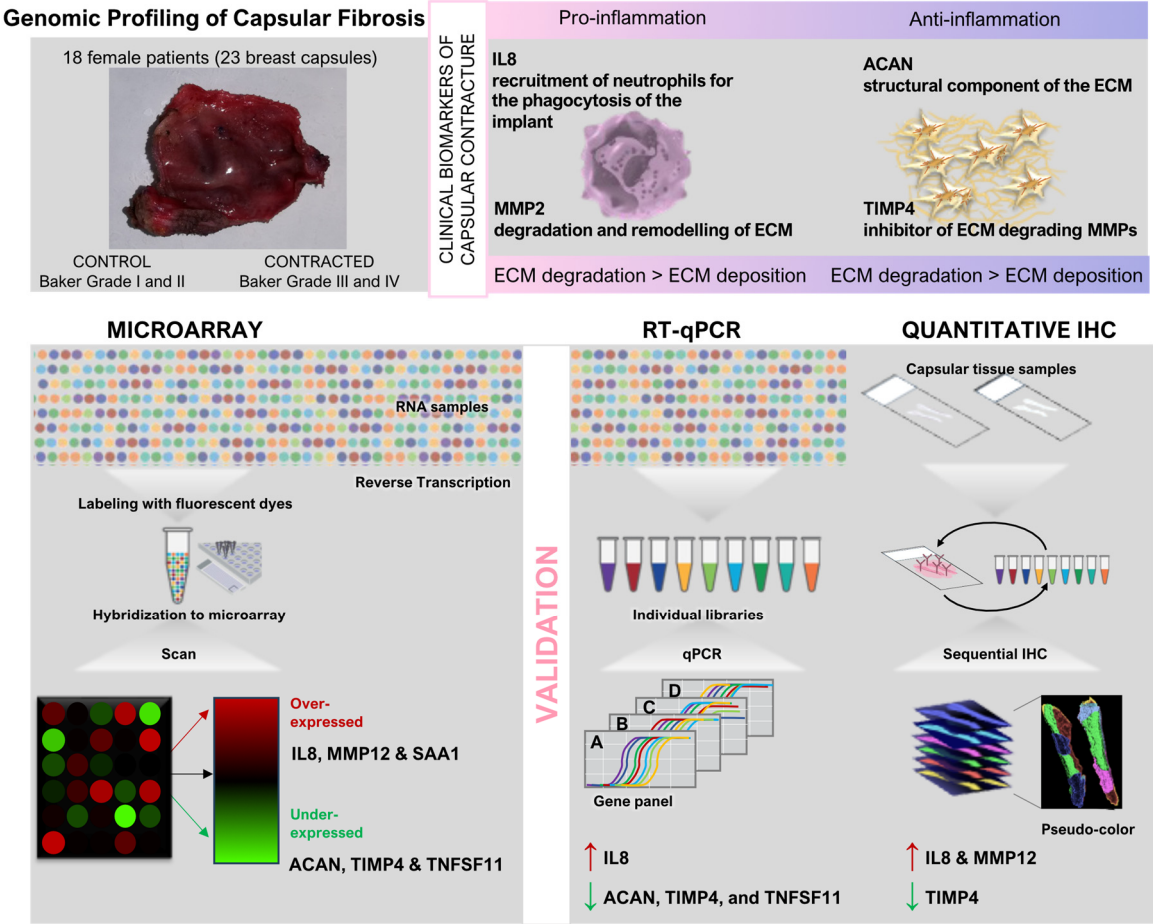 Genomic Profiling of Capsular Fibrosis
18 female patients (23 breast capsules)
CONTROL
Baker Grade I and II
CONTRACTED
Baker Grade III and IV
CLINICAL BIOMARKERS OF
CAPSULAR CONTRACTURE
Pro-inflammation
Anti-inflammation
IL8
recruitment of neutrophils for
the phagocytosis of the
implant
MMP2
degradation and remodelling of ECM
ACAN
structural component of the ECM
TIMP4
inhibitor of ECM degrading MMPs
ECM degradation > ECM deposition
ECM degradation > ECM deposition
MICROARRAY
RNA samples
Reverse Transcription
Labeling with fluorescent dyes
Hybridization to microarray
Scan
Over-
expressed
IL8, MMP12 & SAA1
Under-
expressed
ACAN, TIMP4 & TNFSF11
VALIDATION
RT-qPCR
Individual libraries
qPCR
D
C
B
A
Gene panel
↑ IL8
↓ ACAN, TIMP4, and TNFSF11
QUANTITATIVE IHC
Capsular tissue samples
Sequential IHC
Pseudo-color
↑ IL8 & MMP12
↓ TIMP4